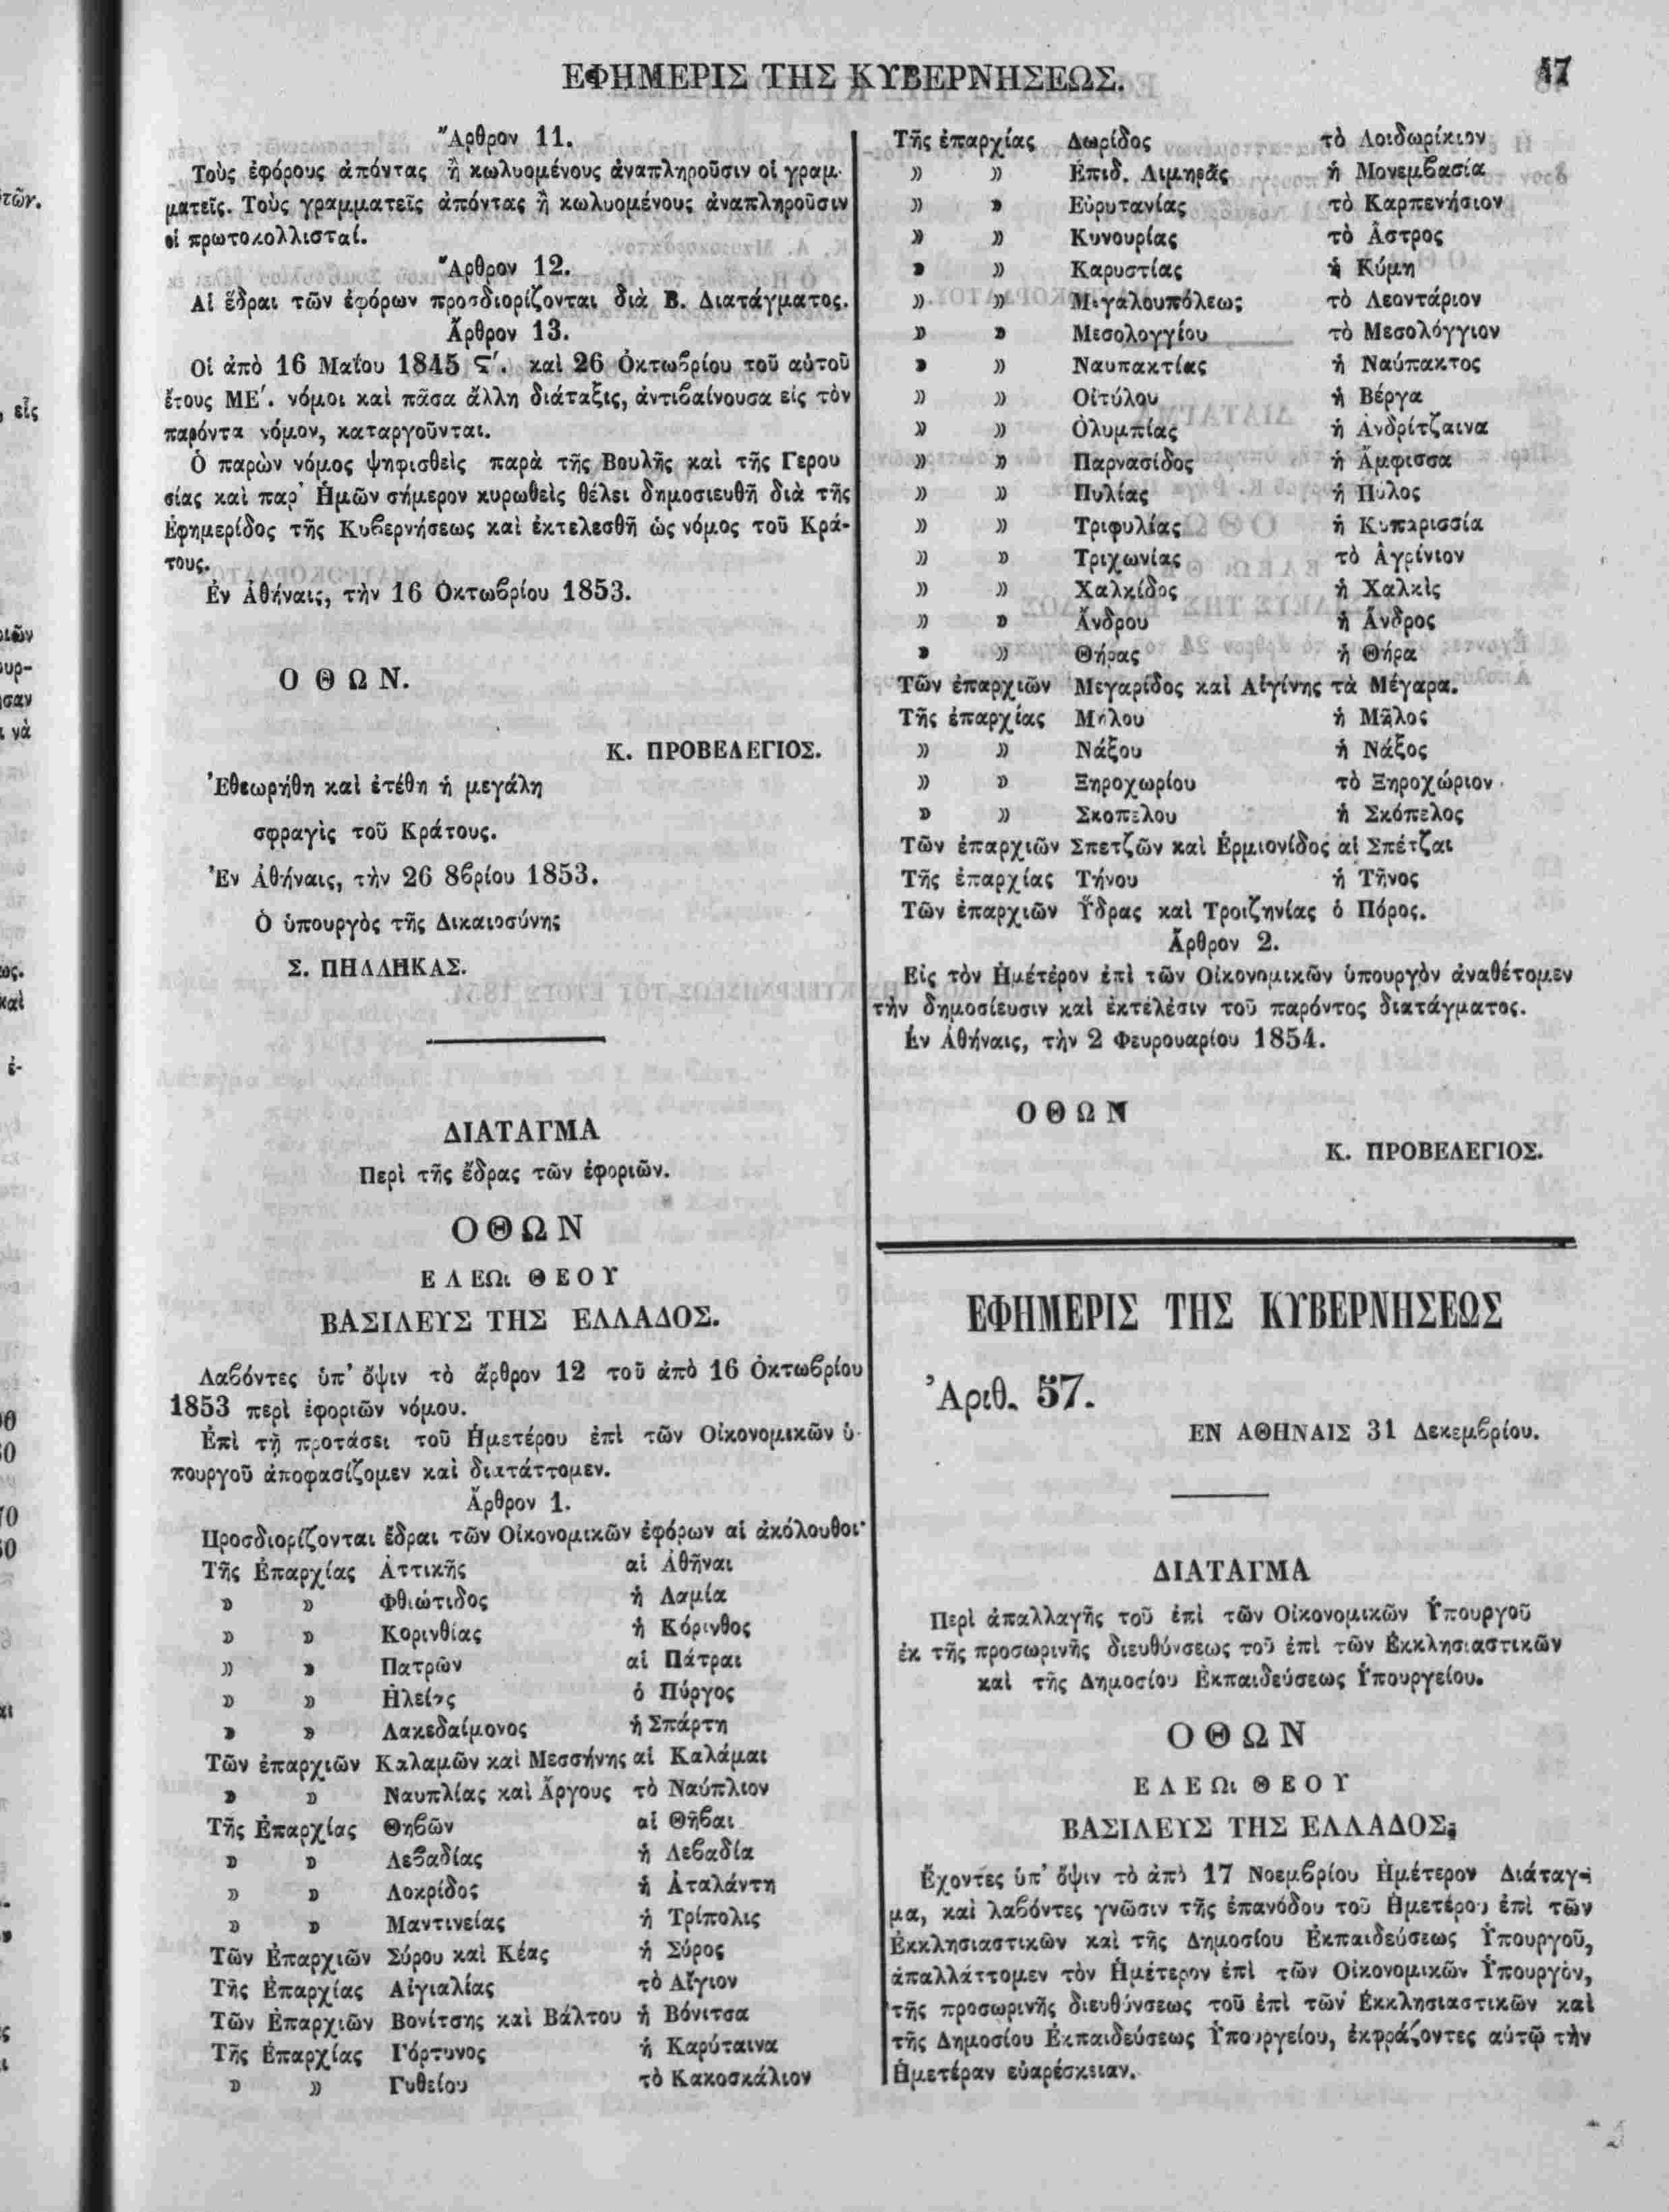 ΕΦΗΜΕΡΙΣ ΤΗΣ ΚΥΒΕΡΝΗΣΕΩΣ.
47
Ἄρθρον 11.
Τοὺς ἐφόρους ἀπόντας ἢ κωλυομένους ἀναπληροῦσιν οἱ γραμ-
ματεῖς. Τοὺς γραμματεῖς ἀπόντας ἢ κωλυομένους ἀναπληροῦσιν
οἱ πρωτοκολλισταί.
Ἄρθρον 12.
Αἱ ἕδραι τῶν ἐφόρων προσδιορίζονται διὰ Β. Διατάγματος.
Ἄρθρον 13.
Οἱ ἀπὸ 16 Μαΐου 1845 Ϛʹ. καὶ 26 Ὀκτωβρίου τοῦ αὐτοῦ
ἔτους ΜΕʹ. νόμοι καὶ πᾶσα ἄλλη διάταξις, ἀντιβαίνουσα εἰς τὸν
παρόντα νόμον, καταργοῦνται.
Ὁ παρὼν νόμος ψηφισθεὶς παρὰ τῆς Βουλῆς καὶ τῆς Γερου
σίας καὶ παρ᾽ Ἡμῶν σήμερον κυρωθεὶς θέλει δημοσιευθῆ διὰ τῆς
Ἐφημερίδος τῆς Κυβερνήσεως καὶ ἐκτελεσθῆ ὡς νόμος τοῦ Κρά-
τους.
Ἐν Ἀθήναις, τὴν 16 Ὀκτωβρίου 1853.
Ο Θ Ω Ν.
Κ. ΠΡΟΒΕΛΕΓΙΟΣ.
Ἐθεωρήθη καὶ ἐτέθη ἡ μεγάλη
σφραγὶς τοῦ Κράτους.
Ἐν Ἀθήναις, τὴν 26 8βρίου 1853.
Ὁ ὑπουργὸς τῆς Δικαιοσύνης
Σ. ΠΗΛΛΗΚΑΣ.
ΔΙΑΤΑΓΜΑ
Περὶ τῆς ἕδρας τῶν ἐφοριῶν.
ΟΘΩΝ
ΕΛΕΩι ΘΕΟΥ
ΒΑΣΙΛΕΥΣ ΤΗΣ ΕΛΛΑΔΟΣ.
Λαβόντες ὑπ᾽ ὄψιν τὸ ἄρθρον 12 τοῦ ἀπὸ 16 Ὀκτωβρίου
1853 περὶ ἐφοριῶν νόμου.
Ἐπὶ τῇ προτάσει τοῦ Ἡμετέρου ἐπὶ τῶν Οἰκονομικῶν ὑ-
πουργοῦ ἀποφασίζομεν καὶ διατάττομεν.
Ἄρθρον 1.
Προσδιορίζονται ἕδραι τῶν Οἰκονομικῶν ἐφόρων αἱ ἀκόλουθοι·
Τῆς Ἐπαρχίας Ἀττικῆς αἱ Ἀθῆναι
» » Φθιώτιδος ἡ Λαμία
» » Κορινθίας ἡ Κόρινθος
» » Πατρῶν αἱ Πάτραι
» » Ἠλείας ὁ Πύργος
» » Λακεδαίμονος ἡ Σπάρτη
Τῶν ἐπαρχιῶν Καλαμῶν καὶ Μεσσήνης αἱ Καλάμαι
» » Ναυπλίας καὶ Ἄργους τὸ Ναύπλιον
Τῆς Ἐπαρχίας Θηβῶν αἱ Θῆβαι
» » Λεβαδίας ἡ Λεβαδία
» » Λοκρίδος ἡ Ἀταλάντη
» » Μαντινείας ἡ Τρίπολις
Τῶν Ἐπαρχιῶν Σύρου καὶ Κέας ἡ Σύρος
Τῆς Ἐπαρχίας Αἰγιαλίας τὸ Αἴγιον
Τῶν Ἐπαρχιῶν Βονίτσης καὶ Βάλτου ἡ Βόνιτσα
Τῆς Ἐπαρχίας Γόρτυνος ἡ Καρύταινα
» » Γυθείου τὸ Κακοσκάλιον
Τῆς ἐπαρχίας Δωρίδος τὸ Λοιδωρίκιον
» » Ἐπιδ. Λιμηρᾶς ἡ Μονεμβασία
» » Εὐρυτανίας τὸ Καρπενήσιον
» » Κυνουρίας τὸ Ἄστρος
» » Καρυστίας ἡ Κύμη
» » Μεγαλουπόλεως τὸ Λεοντάριον
» » Μεσολογγίου τὸ Μεσολόγγιον
» » Ναυπακτίας ἡ Ναύπακτος
» » Οἰτύλου ἡ Βέργα
» » Ὀλυμπίας ἡ Ἀνδρίτζαινα
» » Παρνασίδος ἡ Ἄμφισσα
» » Πυλίας ἡ Πύλος
» » Τριφυλίας ἡ Κυπαρισσία
» » Τριχωνίας τὸ Ἀγρίνιον
» » Χαλκίδος ἡ Χαλκὶς
» » Ἄνδρου ἡ Ἄνδρος
» » Θήρας ἡ Θήρα
Τῶν ἐπαρχιῶν Μεγαρίδος καὶ Αἰγίνης τὰ Μέγαρα.
Τῆς ἐπαρχίας Μήλου ἡ Μῆλος
» » Νάξου ἡ Νάξος
» » Ξηροχωρίου τὸ Ξηροχώριον
» » Σκοπέλου ἡ Σκόπελος
Τῶν ἐπαρχιῶν Σπετζῶν καὶ Ἑρμιονίδος αἱ Σπέτζαι
Τῆς ἐπαρχίας Τήνου ἡ Τῆνος
Τῶν ἐπαρχιῶν Ὕδρας καὶ Τροιζηνίας ὁ Πόρος.
Ἄρθρον 2.
Εἰς τὸν Ἡμέτερον ἐπὶ τῶν Οἰκονομικῶν ὑπουργὸν ἀναθέτομεν
τὴν δημοσίευσιν καὶ ἐκτέλεσιν τοῦ παρόντος διατάγματος.
Ἐν Ἀθήναις, τὴν 2 Φευρουαρίου 1854.
Ο Θ Ω Ν
Κ. ΠΡΟΒΕΛΕΓΙΟΣ.
ΕΦΗΜΕΡΙΣ ΤΗΣ ΚΥΒΕΡΝΗΣΕΩΣ
Ἀριθ. 57.
ΕΝ ΑΘΗΝΑΙΣ 31 Δεκεμβρίου.
ΔΙΑΤΑΓΜΑ
Περὶ ἀπαλλαγῆς τοῦ ἐπὶ τῶν Οἰκονομικῶν Ὑπουργοῦ
ἐκ τῆς προσωρινῆς διευθύνσεως τοῦ ἐπὶ τῶν Ἐκκλησιαστικῶν
καὶ τῆς Δημοσίου Ἐκπαιδεύσεως Ὑπουργείου.
ΟΘΩΝ
ΕΛΕΩι ΘΕΟΥ
ΒΑΣΙΛΕΥΣ ΤΗΣ ΕΛΛΑΔΟΣ;
Ἔχοντες ὑπ᾽ ὄψιν τὸ ἀπὸ 17 Νοεμβρίου Ἡμέτερον Διάταγ-
μα, καὶ λαβόντες γνῶσιν τῆς ἐπανόδου τοῦ Ἡμετέρου ἐπὶ τῶν
Ἐκκλησιαστικῶν καὶ τῆς Δημοσίου Ἐκπαιδεύσεως Ὑπουργοῦ,
ἀπαλλάττομεν τὸν Ἡμέτερον ἐπὶ τῶν Οἰκονομικῶν Ὑπουργὸν,
τῆς προσωρινῆς διευθύνσεως τοῦ ἐπὶ τῶν Ἐκκλησιαστικῶν καὶ
τῆς Δημοσίου Ἐκπαιδεύσεως Ὑπουργείου, ἐκφράζοντες αὐτῷ τὴν
Ἡμετέραν εὐαρέσκειαν.